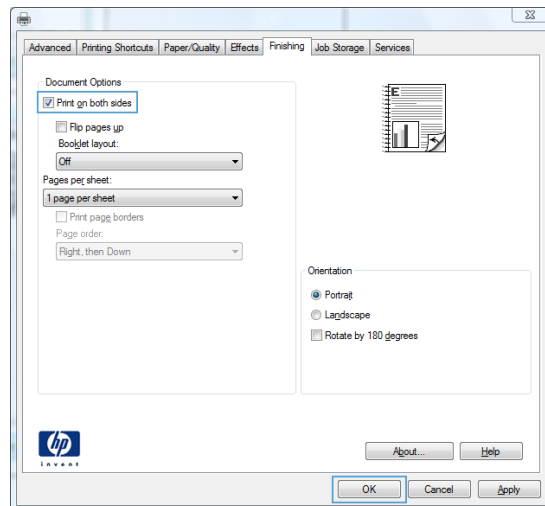 Advanced Printing Shortcuts Paper/Quality Effects Finishing Job Storage Services
Document Options
Print on both sides
Flip pages up
Booklet layout:
Off
Pages per sheet:
1 page per sheet
Print page borders
Page order:
Right, then Down
E
Orientation
Portrait
Landscape
Rotate by 180 degrees
hp
invent
About... Help
OK Cancel Apply